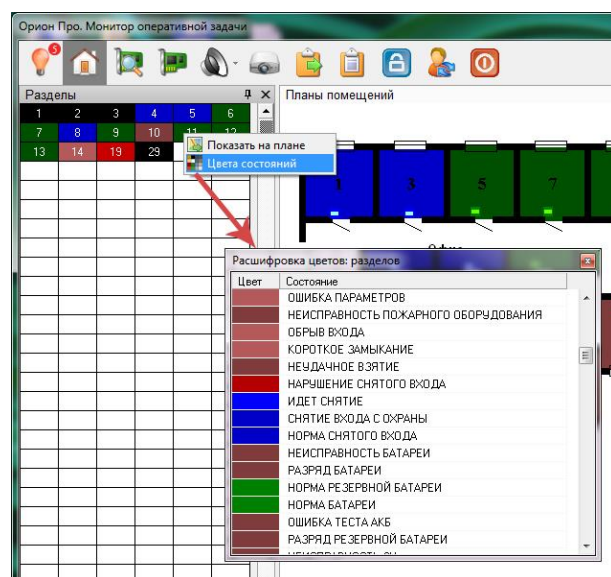 Орион Про. Монитор оперативной задачи
5
Разделы
Планы помещений
1 2 3 4 5 6
7 8 9 10 11 12
13 14 19 29
Показать на плане
Цвета состояний
1 3 5 7
Расшифровка цветов: разделов
Цвет Состояние
ОШИБКА ПАРАМЕТРОВ
НЕИСПРАВНОСТЬ ПОЖАРНОГО ОБОРУДОВАНИЯ
ОБРЫВ ВХОДА
КОРОТКОЕ ЗАМЫКАНИЕ
НЕУДАЧНОЕ ВЗЯТИЕ
НАРУШЕНИЕ СНЯТОГО ВХОДА
ИДЕТ СНЯТИЕ
СНЯТИЕ ВХОДА С ОХРАНЫ
НОРМА СНЯТОГО ВХОДА
НЕИСПРАВНОСТЬ БАТАРЕИ
РАЗРЯД БАТАРЕИ
НОРМА РЕЗЕРВНОЙ БАТАРЕИ
НОРМА БАТАРЕИ
ОШИБКА ТЕСТА АКБ
РАЗРЯД РЕЗЕРВНОЙ БАТАРЕИ